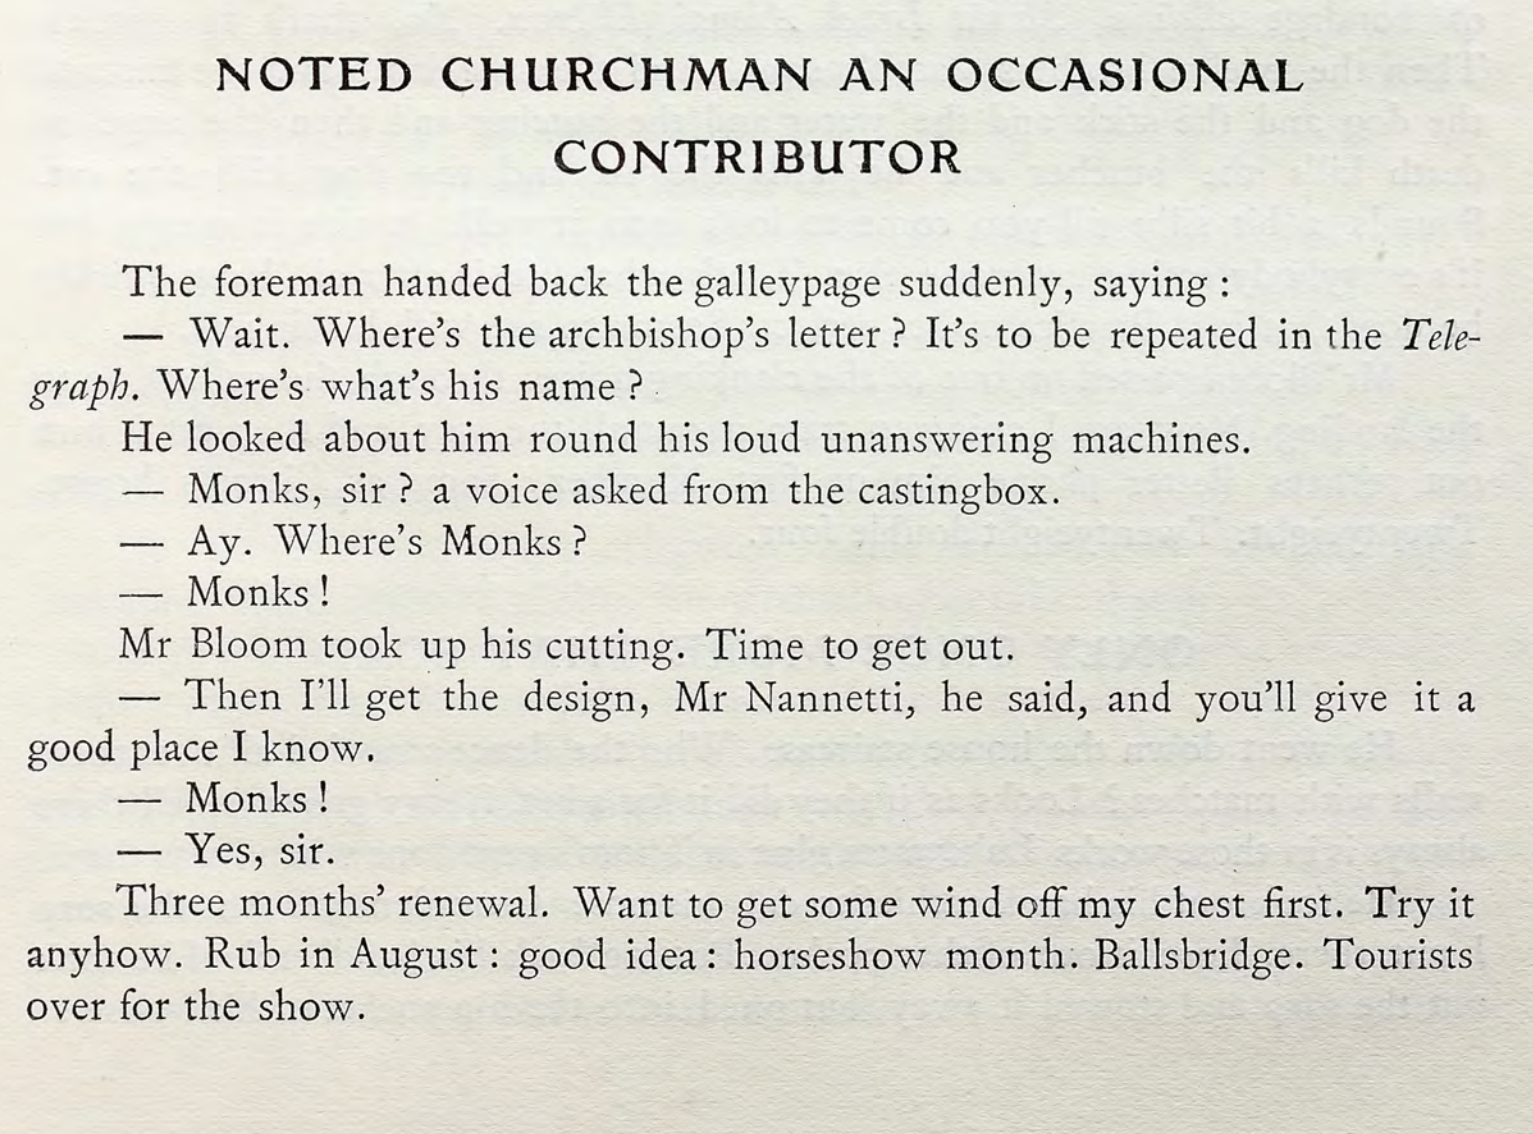 NOTED CHURCHMAN AN OCCASIONAL
CONTRIBUTOR
The foreman handed back the galleypage suddenly, saying :
— Wait. Where's the archbishop's letter ? It's to be repeated in the Tele-
graph. Where's what's his name ?
He looked about him round his loud unanswering machines.
— Monks, sir ? a voice asked from the castingbox.
— Ay. Where's Monks ?
— Monks !
Mr Bloom took up his cutting. Time to get out.
— Then I'll get the design, Mr Nannetti, he said, and you'll give it a
good place I know.
— Monks !
— Yes, sir.
Three months' renewal. Want to get some wind off my chest first. Try it
anyhow. Rub in August : good idea : horseshow month. Ballsbridge. Tourists
over for the show.